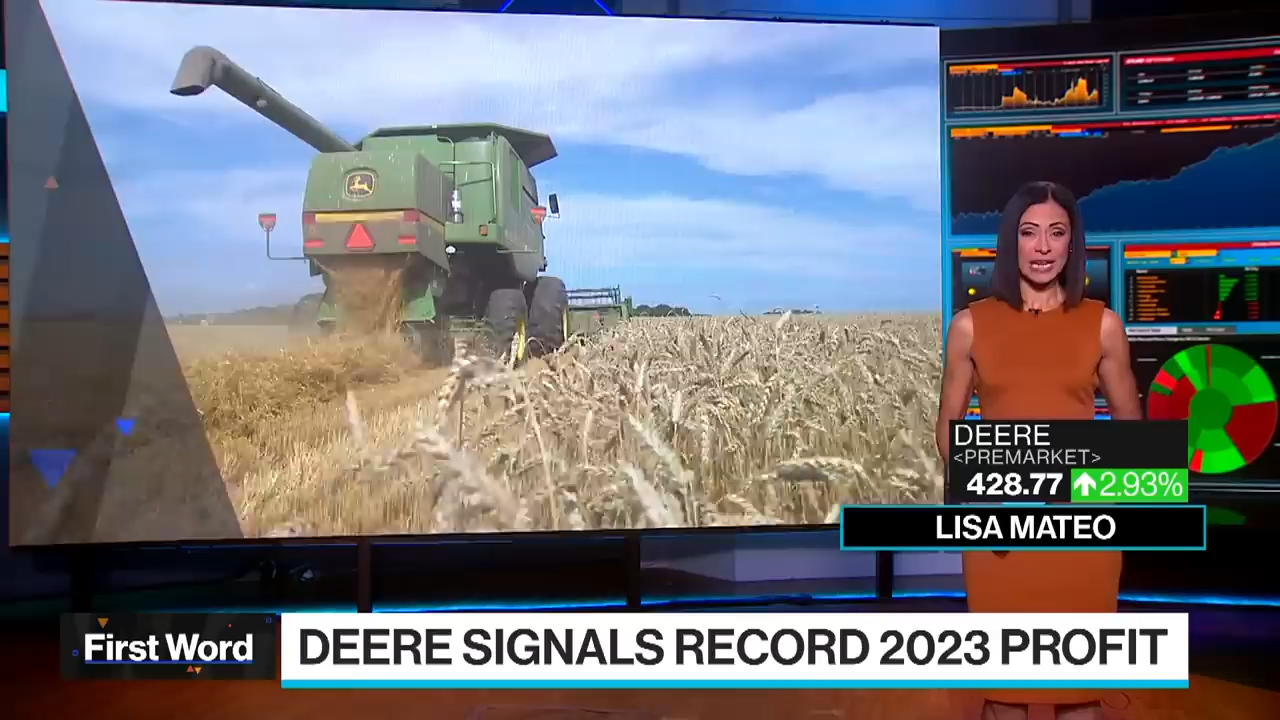 DEERE
<PREMARKET>
428.77 2.93%
LISA MATEO
First Word
DEERE SIGNALS RECORD 2023 PROFIT